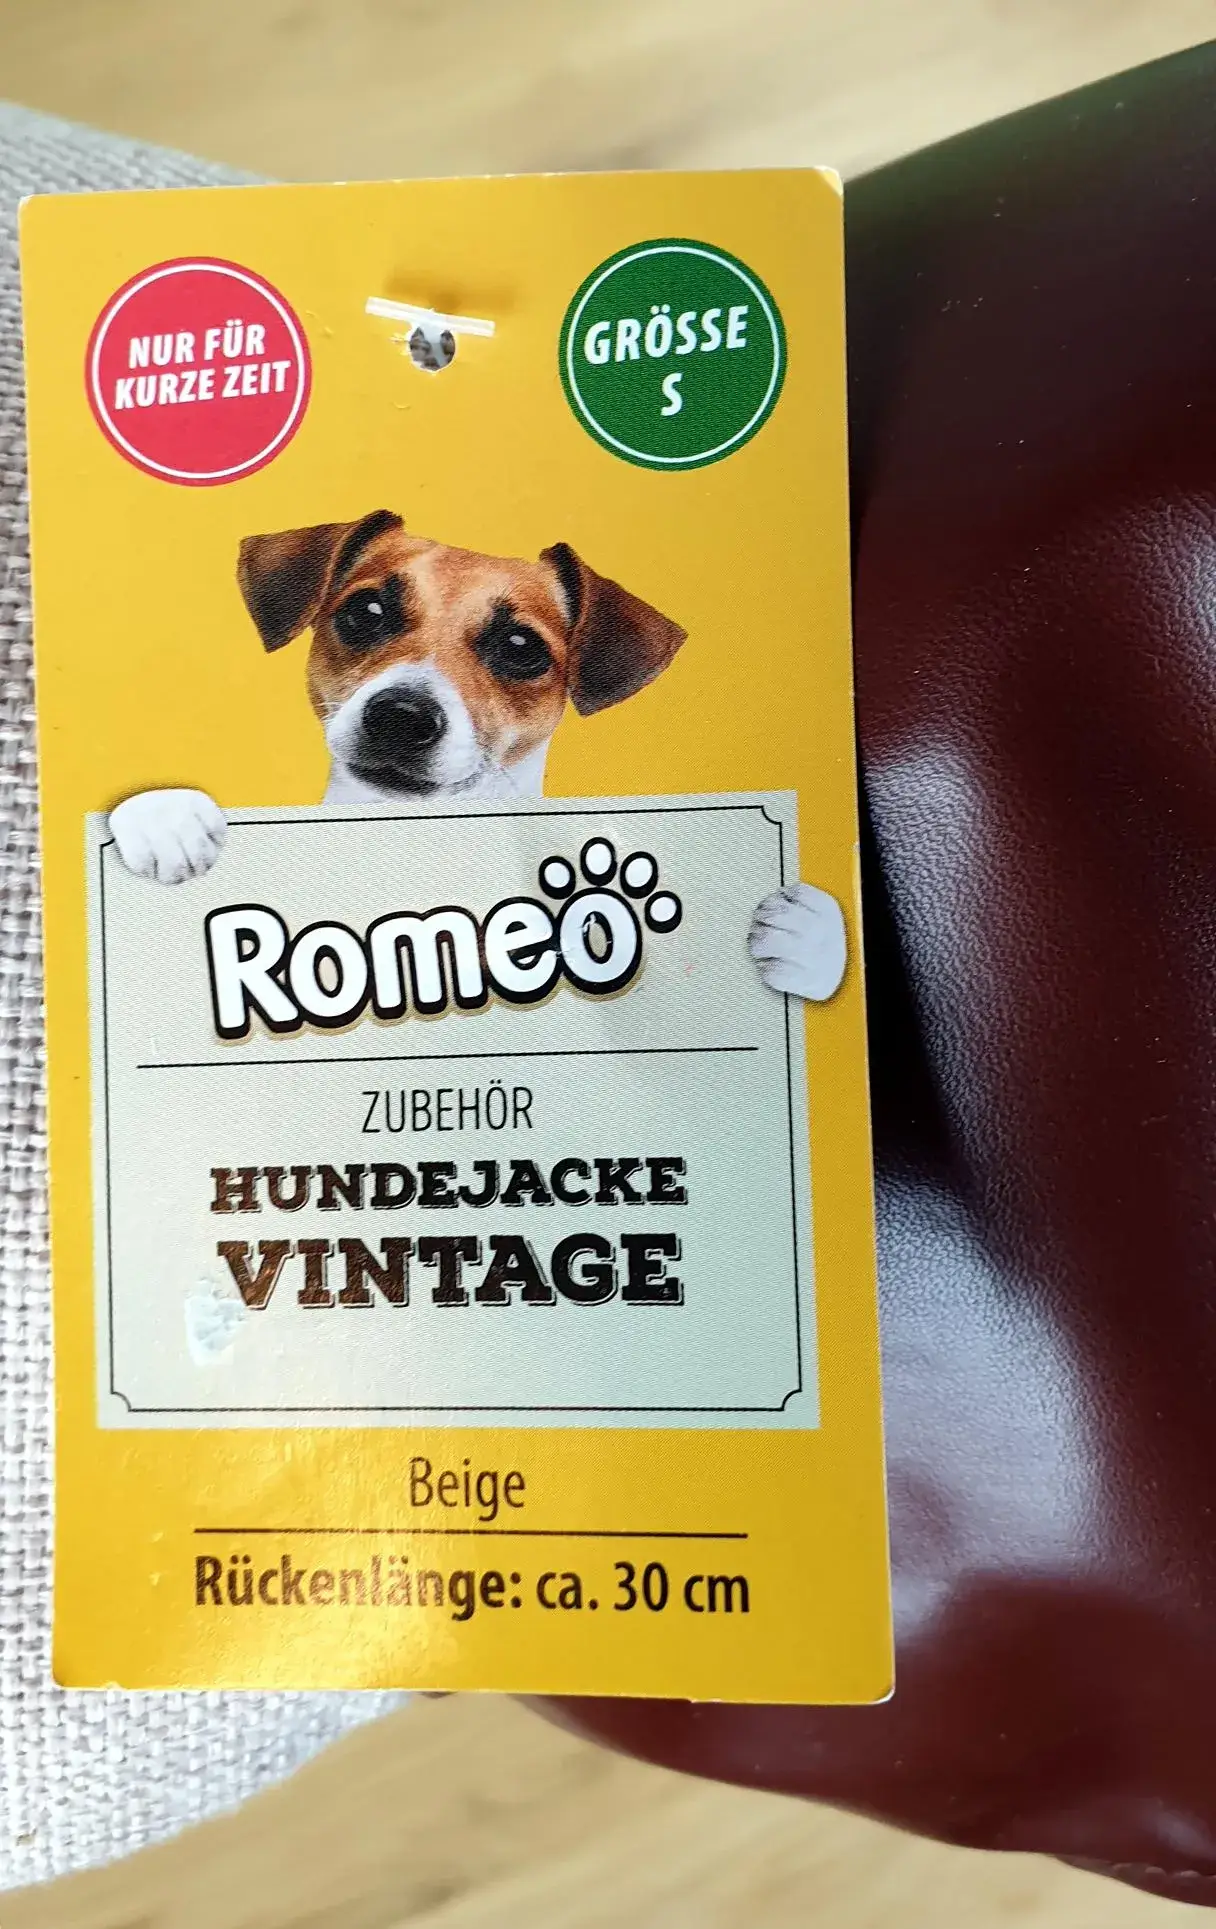 NUR FÜR
KURZE ZEIT
GRÖSSE
S
Romeo
ZUBEHÖR
HUNDEJACKE
VINTAGE
Beige
Rückenlänge: ca. 30 cm